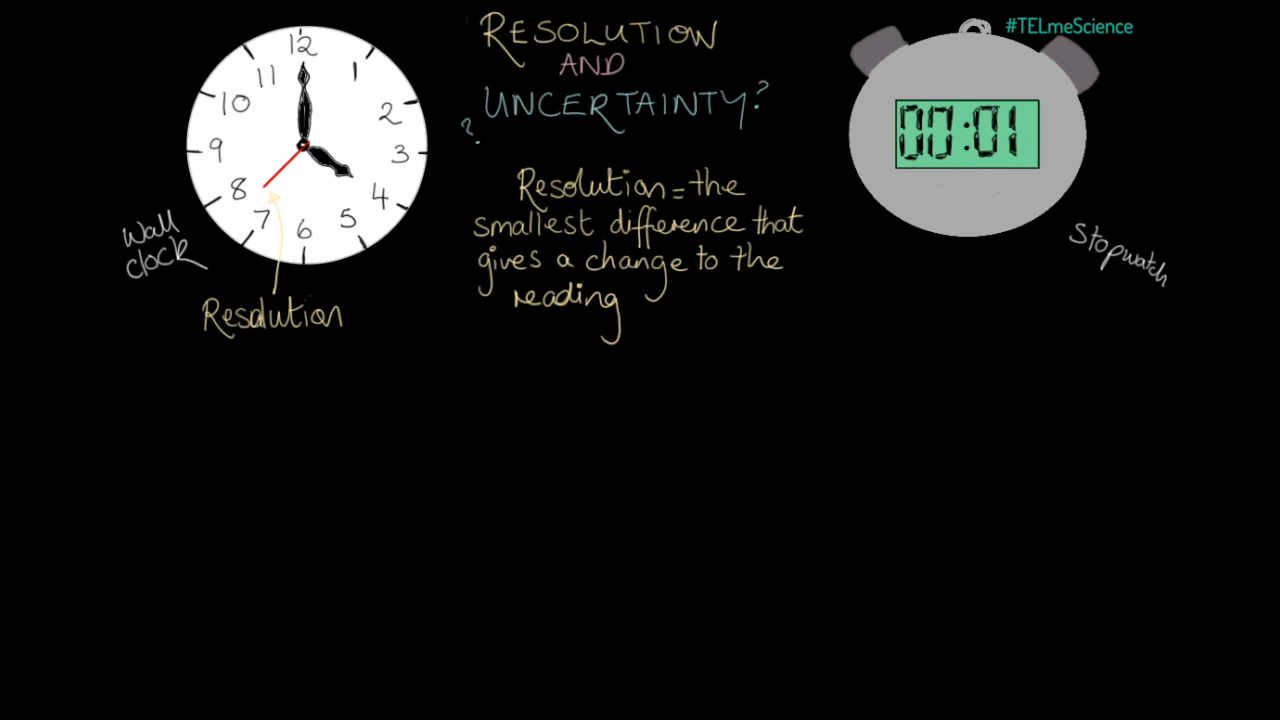 RESOLUTION
AND
UNCERTAINTY?
?
Resolution = the
smallest difference that
gives a change to the
reading
12
1
2
3
4
5
6
7
8
9
10
11
Wall
clock
Resolution
#TELmeScience
00:01
Stopwatch